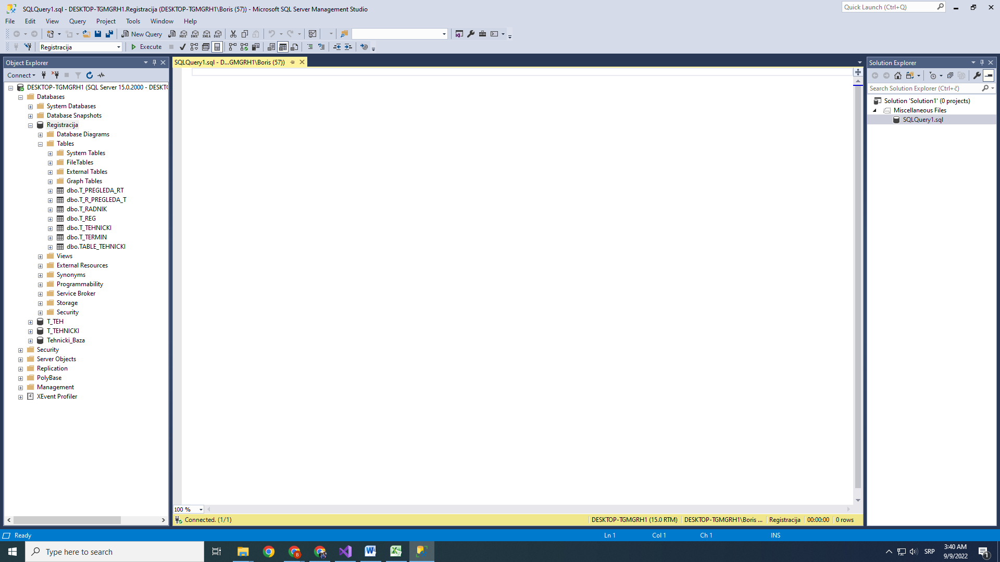 SQLQuery1.sql - DESKTOP-TGMGRH1.Registracija (DESKTOP-TGMGRH1\Boris (57)) - Microsoft SQL Server Management Studio
Quick Launch (Ctrl+Q)
File Edit View Query Project Tools Window Help
New Query MDX DMX XMLA DAX
Registracija Execute
Object Explorer
Connect
DESKTOP-TGMGRH1 (SQL Server 15.0.2000 - DESKT
Databases
System Databases
Database Snapshots
Registracija
Database Diagrams
Tables
System Tables
FileTables
External Tables
Graph Tables
dbo.T_PREGLEDA_RT
dbo.T_R_PREGLEDA_T
dbo.T_RADNIK
dbo.T_REG
dbo.T_TEHNICKI
dbo.T_TERMIN
dbo.TABLE_TEHNICKI
Views
External Resources
Synonyms
Programmability
Service Broker
Storage
Security
T_TEH
T_TEHNICKI
Tehnicki_Baza
Security
Server Objects
Replication
PolyBase
Management
XEvent Profiler
SQLQuery1.sql - D...GMGRH1\Boris (57))
100 %
Connected. (1/1) DESKTOP-TGMGRH1 (15.0 RTM) DESKTOP-TGMGRH1\Boris ... Registracija 00:00:00 0 rows
Solution Explorer
Search Solution Explorer (Ctrl+č)
Solution 'Solution1' (0 projects)
Miscellaneous Files
SQLQuery1.sql
Ready Ln 1 Col 1 Ch 1 INS
Type here to search
SRP
3:40 AM
9/9/2022
1